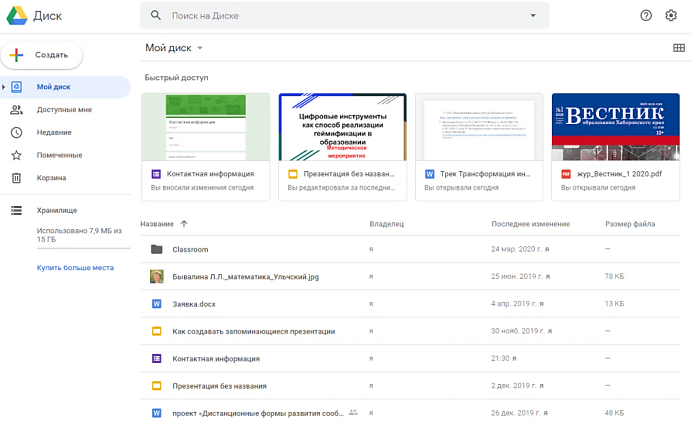 Диск
Поиск на Диске
Создать
Мой диск
Доступные мне
Недавние
Помеченные
Корзина
Хранилище
Использовано 7,9 МБ из
15 ГБ
Купить больше места
Мой диск
Быстрый доступ
Контактная информация
Контактная информация
Вы вносили изменения сегодня
Цифровые инструменты
как способ реализации
геймификации в
образовании
Методическое
мероприятие
Презентация без назван...
Вы редактировали за последни...
Трек Трансформация ин...
Вы открывали сегодня
ВЕСТНИК
образования Хабаровского края
12+
жур_Вестник_1 2020.pdf
Вы открывали сегодня
Название Владелец Последнее изменение Размер файла
Classroom я 24 мар. 2020 г. я —
Бывалина Л.Л._математика_Ульчский.jpg я 25 июн. 2019 г. я 78 КБ
Заявка.docx я 4 апр. 2019 г. я 13 КБ
Как создавать запоминающиеся презентации я 30 нояб. 2019 г. я —
Контактная информация я 21:30 я —
Презентация без названия я 2 дек. 2019 г. я —
проект «Дистанционные формы развития сооб... я 26 дек. 2019 г. я 48 КБ